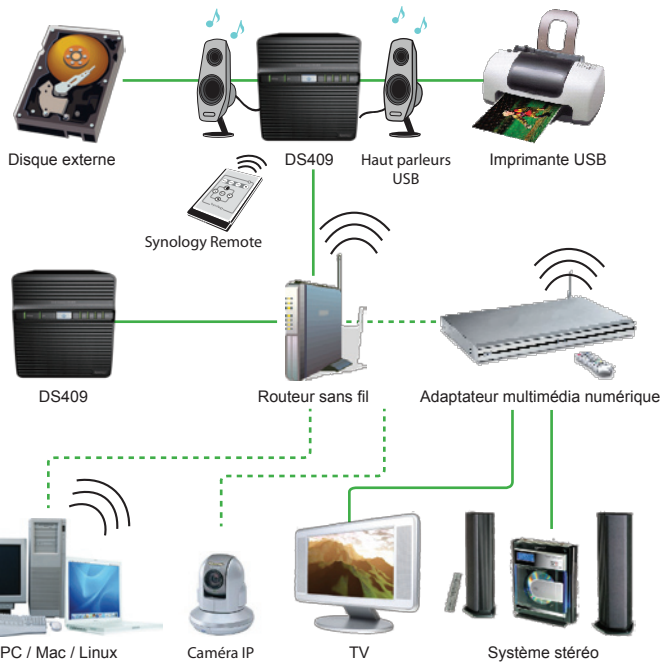 Disque externe
DS409
Haut parleurs
USB
Imprimante USB
Synology Remote
DS409
Routeur sans fil
Adaptateur multimédia numérique
PC / Mac / Linux
Caméra IP
TV
Système stéréo